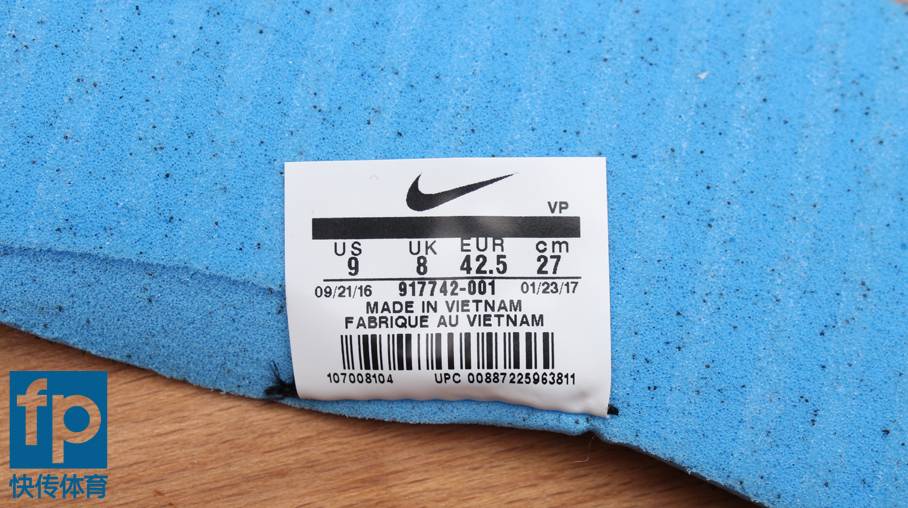 VP
US UK EUR cm
9 8 42.5 27
09/21/16 917742-001 01/23/17
MADE IN VIETNAM
FABRIQUE AU VIETNAM
107008104 UPC 00887225963811
fp
快传体育